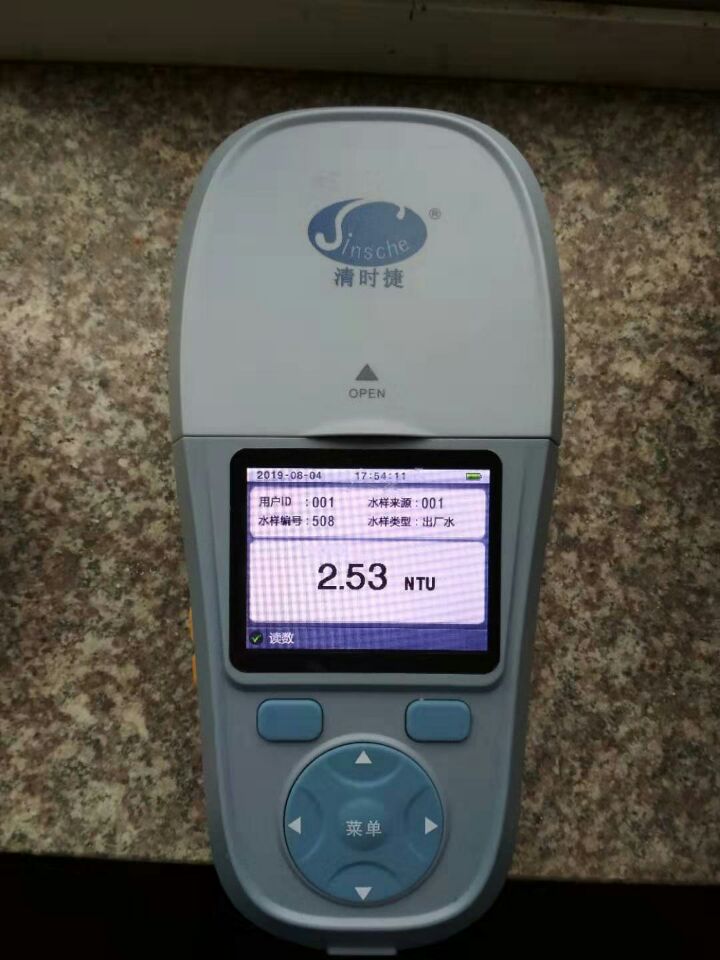 Sinsche®
清时捷
OPEN
2019-08-04 17:54:11
用户ID :001 水样来源:001
水样编号:508 水样类型:出厂水
2.53 NTU
读数
菜单